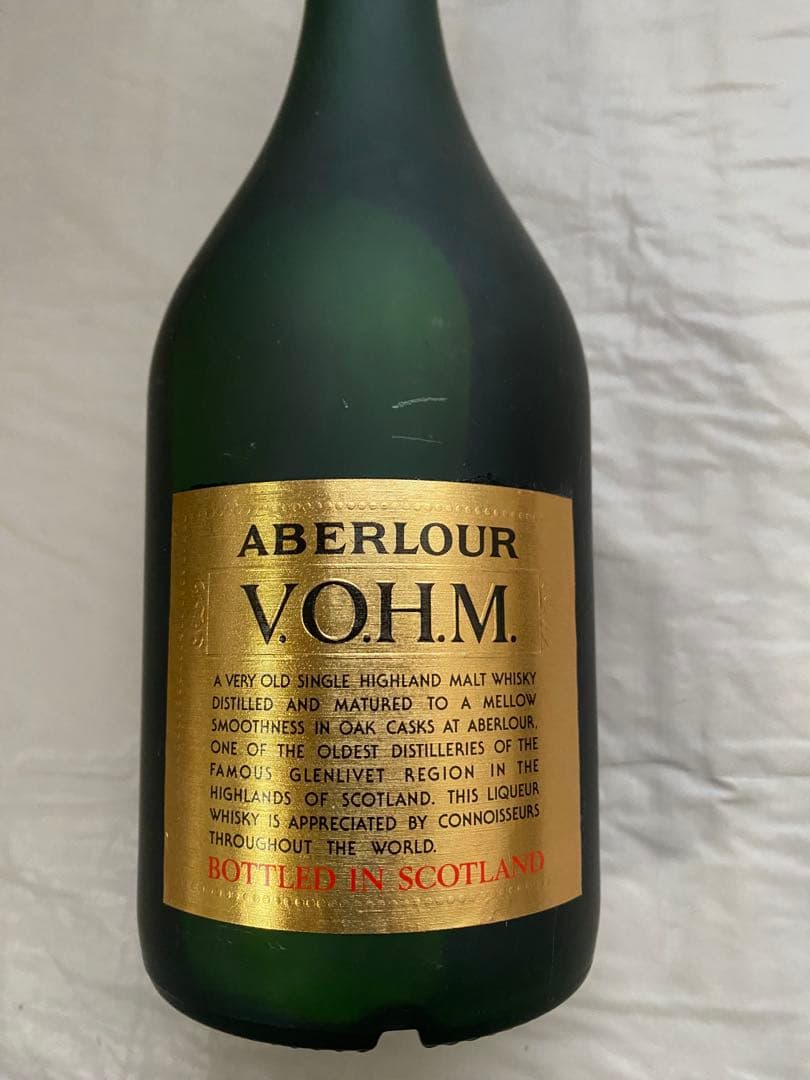 ABERLOUR
V.O.H.M.
A VERY OLD SINGLE HIGHLAND MALT WHISKY
DISTILLED AND MATURED TO A MELLOW
SMOOTHNESS IN OAK CASKS AT ABERLOUR,
ONE OF THE OLDEST DISTILLERIES OF THE
FAMOUS GLENLIVET REGION IN THE
HIGHLANDS OF SCOTLAND. THIS LIQUEUR
WHISKY IS APPRECIATED BY CONNOISSEURS
THROUGHOUT THE WORLD.
BOTTLED IN SCOTLAND